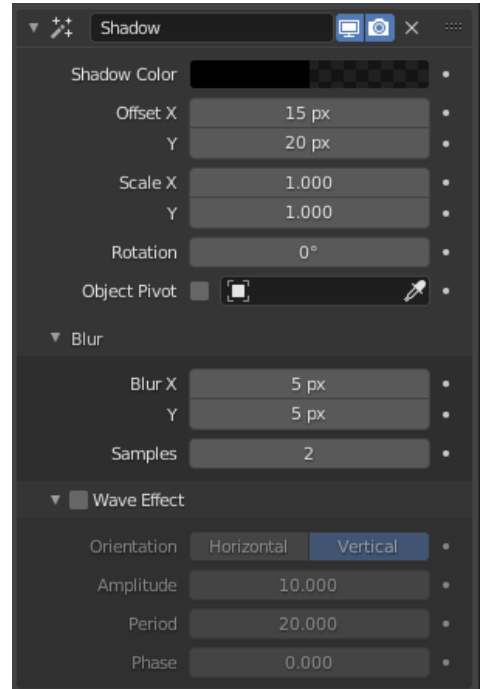 Shadow
Shadow Color
Offset X 15 px
Y 20 px
Scale X 1.000
Y 1.000
Rotation 0°
Object Pivot
Blur
Blur X 5 px
Y 5 px
Samples 2
Wave Effect
Orientation Horizontal Vertical
Amplitude 10.000
Period 20.000
Phase 0.000